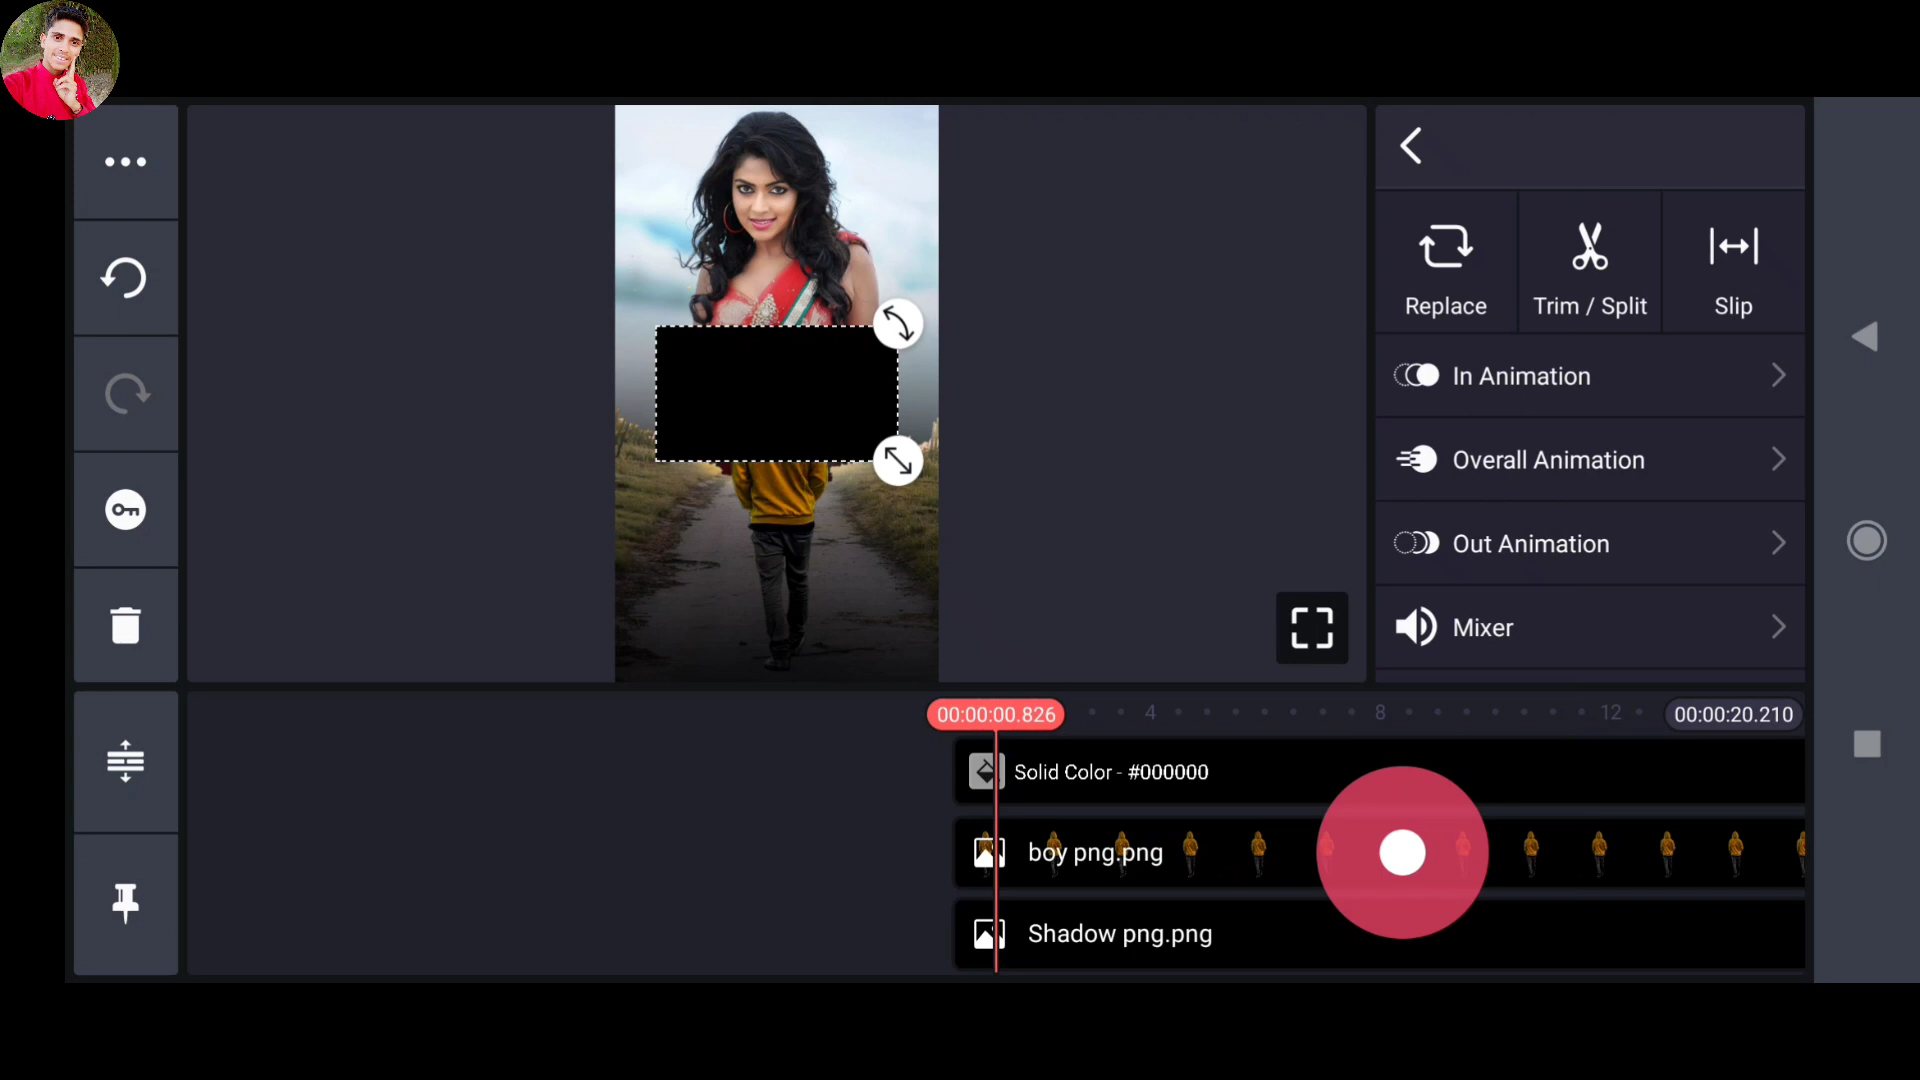 Replace
Trim / Split
Slip
In Animation
Overall Animation
Out Animation
Mixer
00:00:00.826
4
8
12
00:00:20.210
Solid Color - #000000
boy png.png
Shadow png.png